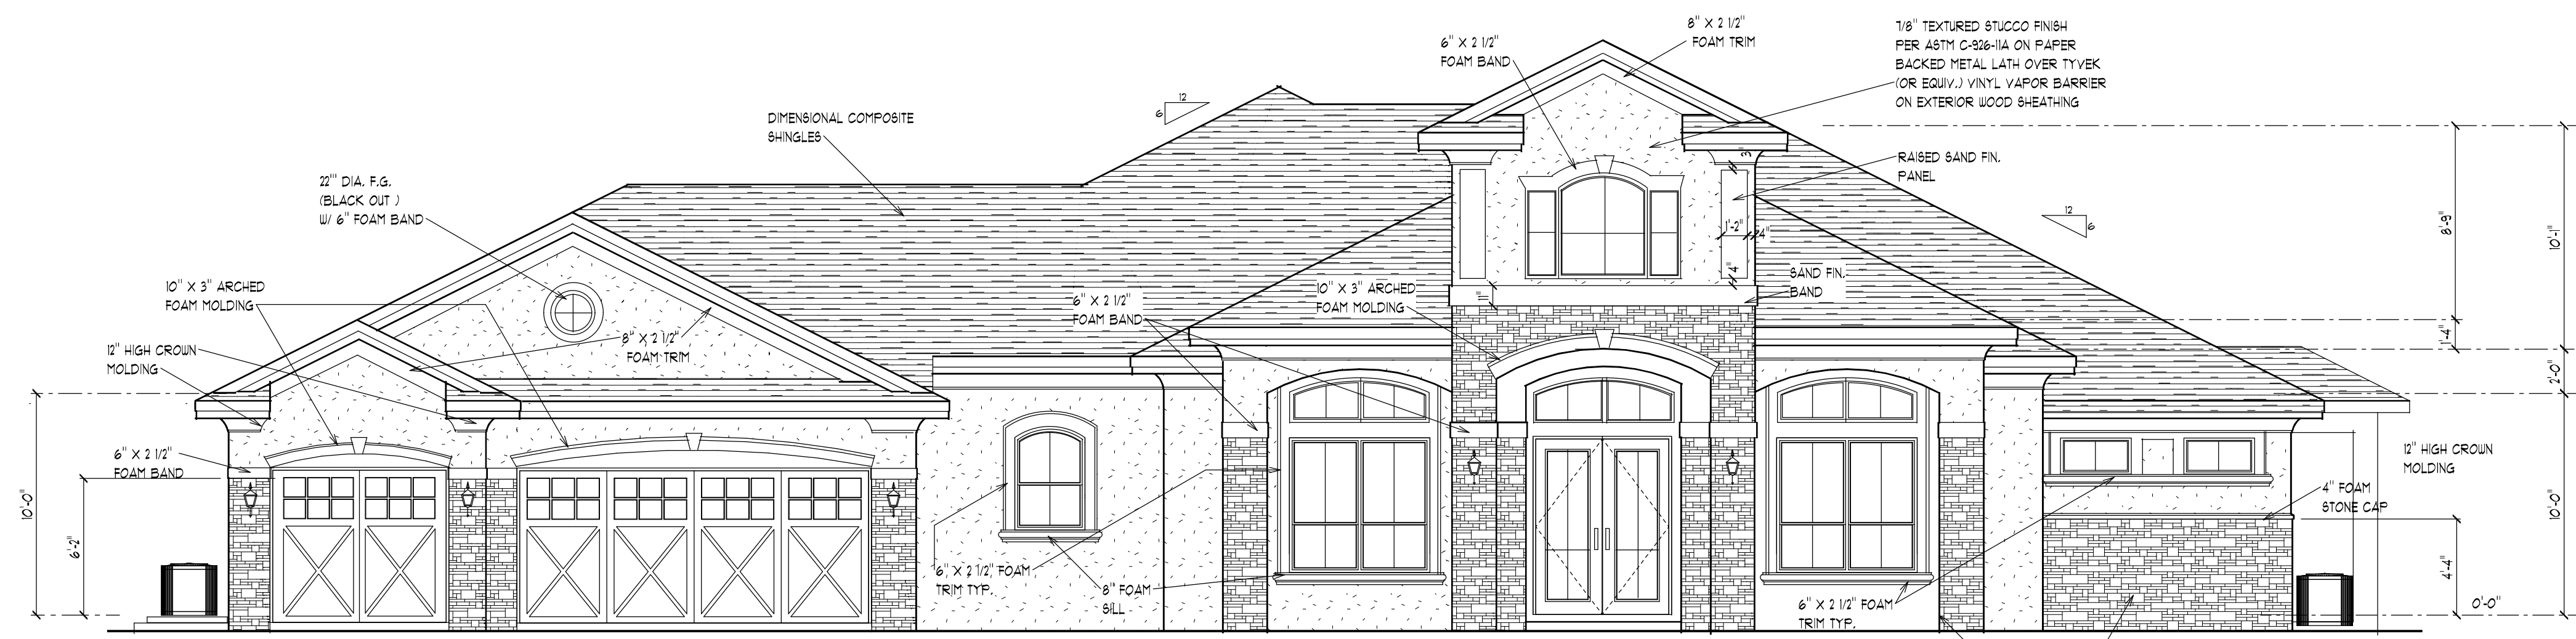 8" X 2 1/2"
FOAM TRIM
6" X 2 1/2"
FOAM BAND
7/8" TEXTURED STUCCO FINISH
PER ASTM C-926-11A ON PAPER
BACKED METAL LATH OVER TYVEK
(OR EQUIV.) VINYL VAPOR BARRIER
ON EXTERIOR WOOD SHEATHING
12
6
DIMENSIONAL COMPOSITE
SHINGLES
RAISED SAND FIN.
PANEL
3"
22"' DIA. F.G.
(BLACK OUT )
W/ 6" FOAM BAND
12
6
1'-2"
4"
4"
8'-9"
10'-1"
SAND FIN.
BAND
11"
10" X 3" ARCHED
FOAM MOLDING
6" X 2 1/2"
FOAM BAND
10" X 3" ARCHED
FOAM MOLDING
8" X 2 1/2"
FOAM TRIM
1'-4"
12" HIGH CROWN
MOLDING
2'-0"
6" X 2 1/2"
FOAM BAND
12" HIGH CROWN
MOLDING
10'-0"
6'-2"
4" FOAM
STONE CAP
10'-0"
4'-4"
6" X 2 1/2" FOAM
TRIM TYP.
8" FOAM
SILL
6" X 2 1/2" FOAM
TRIM TYP.
0'-0"